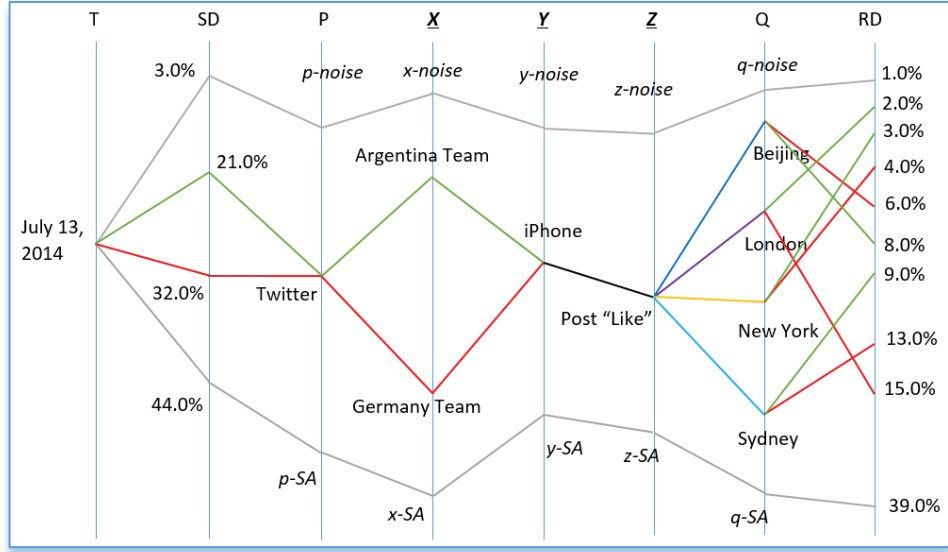 T SD P X Y Z Q RD
3.0% p-noise x-noise y-noise z-noise q-noise 1.0%
2.0%
3.0%
21.0% Argentina Team Beijing 4.0%
6.0%
July 13,
2014
iPhone London 8.0%
9.0%
32.0% Twitter Post “Like” New York 13.0%
44.0% Germany Team 15.0%
Sydney
p-SA x-SA y-SA z-SA q-SA 39.0%